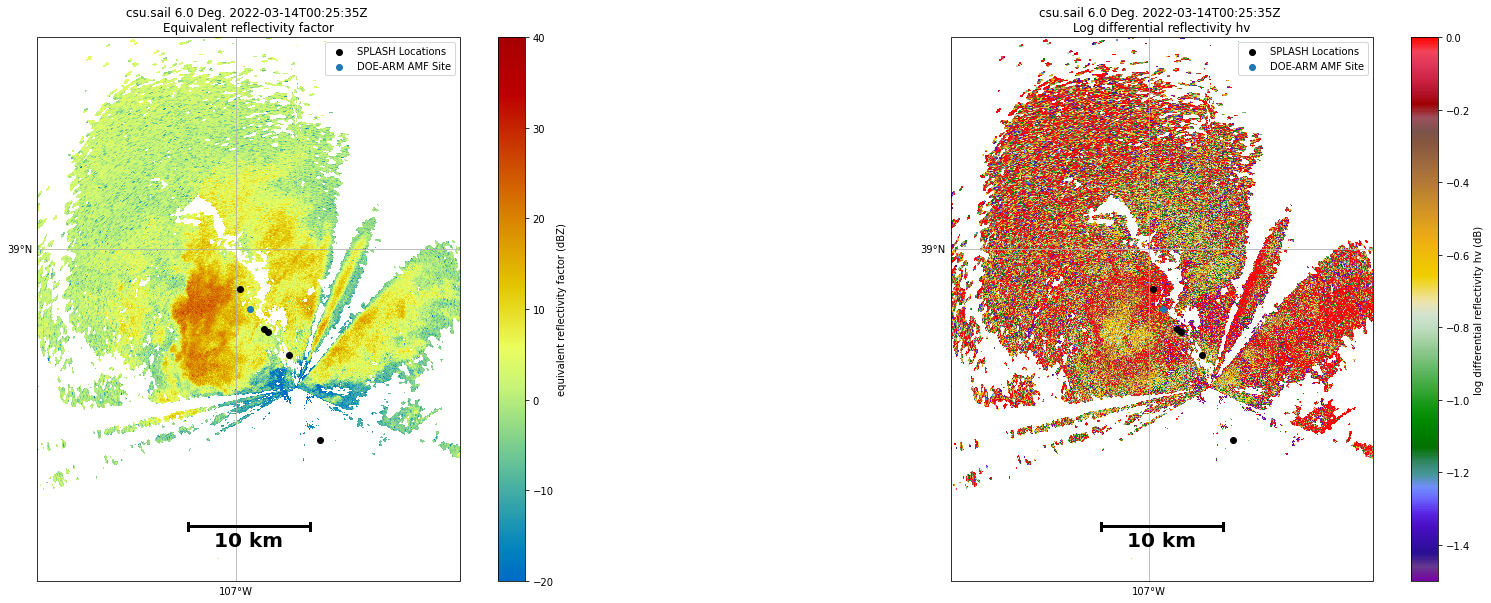 csu.sail 6.0 Deg. 2022-03-14T00:25:35Z
Equivalent reflectivity factor
SPLASH Locations
DOE-ARM AMF Site
39°N
107°W
10 km
40
30
20
10
0
−10
−20
equivalent reflectivity factor (dBZ)
csu.sail 6.0 Deg. 2022-03-14T00:25:35Z
Log differential reflectivity hv
SPLASH Locations
DOE-ARM AMF Site
39°N
107°W
10 km
0.0
−0.2
−0.4
−0.6
−0.8
−1.0
−1.2
−1.4
log differential reflectivity hv (dB)